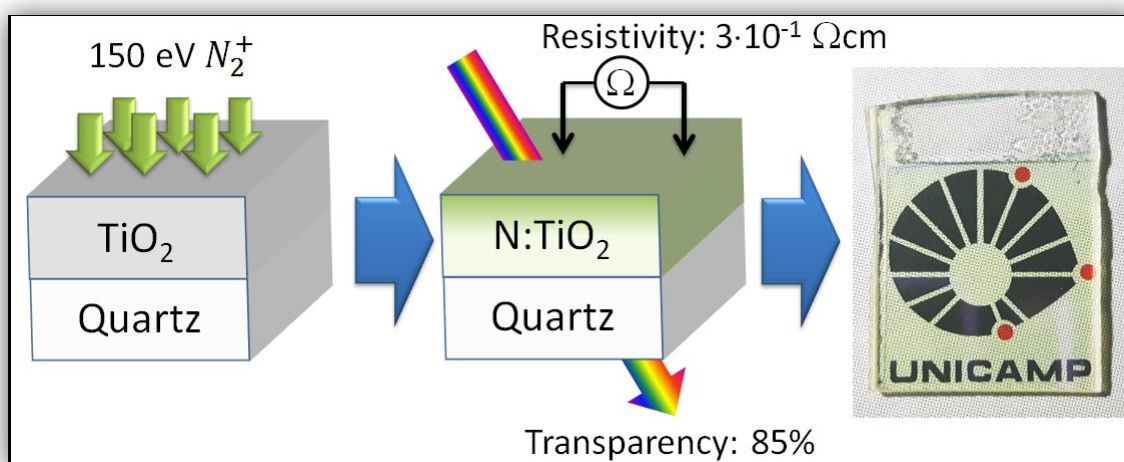 150 eV N₂⁺
TiO₂
Quartz
Resistivity: 3·10⁻¹ Ωcm
Ω
N:TiO₂
Quartz
Transparency: 85%
UNICAMP